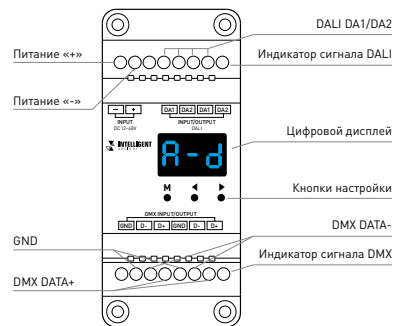 DALI DA1/DA2
Питание «+»
Индикатор сигнала DALI
Питание «-»
− + DA1 DA2 DA1 DA2
INPUT INPUT/OUTPUT
DC 12-48V DALI
INTELLIGENT
Цифровой дисплей
A-d
M ◄ ►
Кнопки настройки
DMX INPUT/OUTPUT
GND D- D+ GND D- D+
DMX DATA-
GND
Индикатор сигнала DMX
DMX DATA+